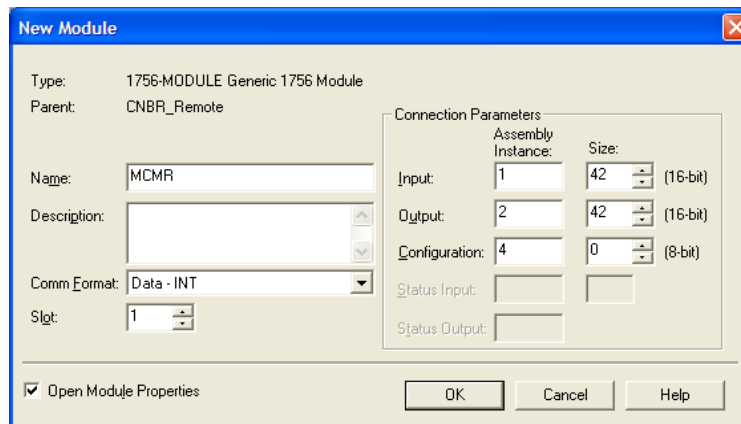 New Module
Type: 1756-MODULE Generic 1756 Module
Parent: CNBR_Remote
Connection Parameters
Assembly Instance: Size:
Name: MCMR
Input: 1 42 (16-bit)
Description:
Output: 2 42 (16-bit)
Configuration: 4 0 (8-bit)
Comm Format: Data - INT
Status Input:
Slot: 1
Status Output:
Open Module Properties
OK Cancel Help